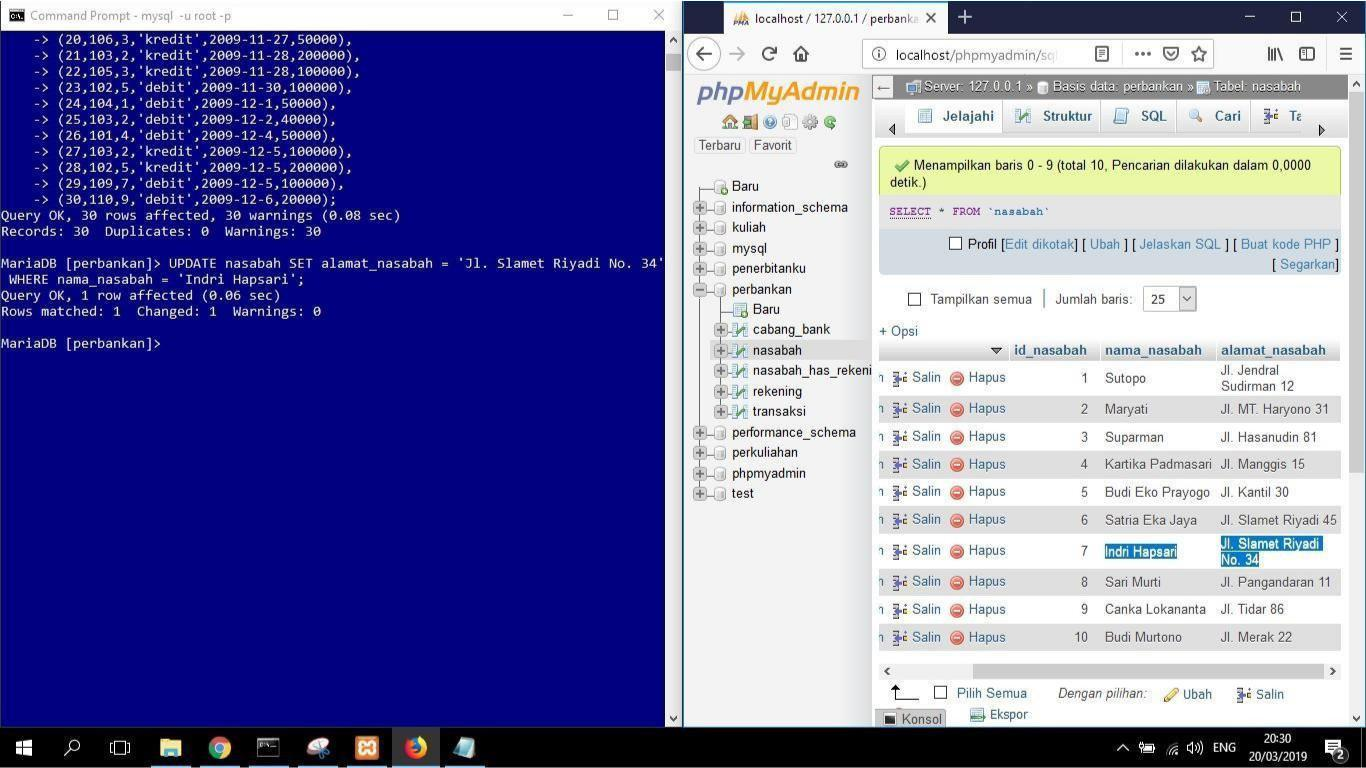 Command Prompt - mysql -u root -p
-> (20,106,3,'kredit',2009-11-27,50000),
-> (21,103,2,'kredit',2009-11-28,200000),
-> (22,105,3,'kredit',2009-11-28,100000),
-> (23,102,5,'debit',2009-11-30,100000),
-> (24,104,1,'debit',2009-12-1,50000),
-> (25,103,2,'debit',2009-12-2,40000),
-> (26,101,4,'debit',2009-12-4,50000),
-> (27,103,2,'kredit',2009-12-5,100000),
-> (28,102,5,'kredit',2009-12-5,200000),
-> (29,109,7,'debit',2009-12-5,100000),
-> (30,110,9,'debit',2009-12-6,20000);
Query OK, 30 rows affected, 30 warnings (0.08 sec)
Records: 30  Duplicates: 0  Warnings: 30
MariaDB [perbankan]> UPDATE nasabah SET alamat_nasabah = 'Jl. Slamet Riyadi No. 34'
WHERE nama_nasabah = 'Indri Hapsari';
Query OK, 1 row affected (0.06 sec)
Rows matched: 1  Changed: 1  Warnings: 0
MariaDB [perbankan]>
localhost / 127.0.0.1 / perbanka
localhost/phpmyadmin/sql
phpMyAdmin
Terbaru Favorit
Baru
information_schema
kuliah
mysql
penerbitanku
perbankan
Baru
cabang_bank
nasabah
nasabah_has_rekeni
rekening
transaksi
performance_schema
perkuliahan
phpmyadmin
test
Server: 127.0.0.1 » Basis data: perbankan » Tabel: nasabah
Jelajahi Struktur SQL Cari Ta
Menampilkan baris 0 - 9 (total 10, Pencarian dilakukan dalam 0,0000
detik.)
SELECT * FROM `nasabah`
Profil [Edit dikotak] [ Ubah ] [ Jelaskan SQL ] [ Buat kode PHP ]
[ Segarkan]
Tampilkan semua | Jumlah baris: 25
+ Opsi
id_nasabah nama_nasabah alamat_nasabah
Salin Hapus 1 Sutopo Jl. Jendral
Sudirman 12
Salin Hapus 2 Maryati Jl. MT. Haryono 31
Salin Hapus 3 Suparman Jl. Hasanudin 81
Salin Hapus 4 Kartika Padmasari Jl. Manggis 15
Salin Hapus 5 Budi Eko Prayogo Jl. Kantil 30
Salin Hapus 6 Satria Eka Jaya Jl. Slamet Riyadi 45
Salin Hapus 7 Indri Hapsari Jl. Slamet Riyadi
No. 34
Salin Hapus 8 Sari Murti Jl. Pangandaran 11
Salin Hapus 9 Canka Lokananta Jl. Tidar 86
Salin Hapus 10 Budi Murtono Jl. Merak 22
Pilih Semua Dengan pilihan: Ubah Salin
Ekspor
Konsol
ENG
20:30
20/03/2019
2